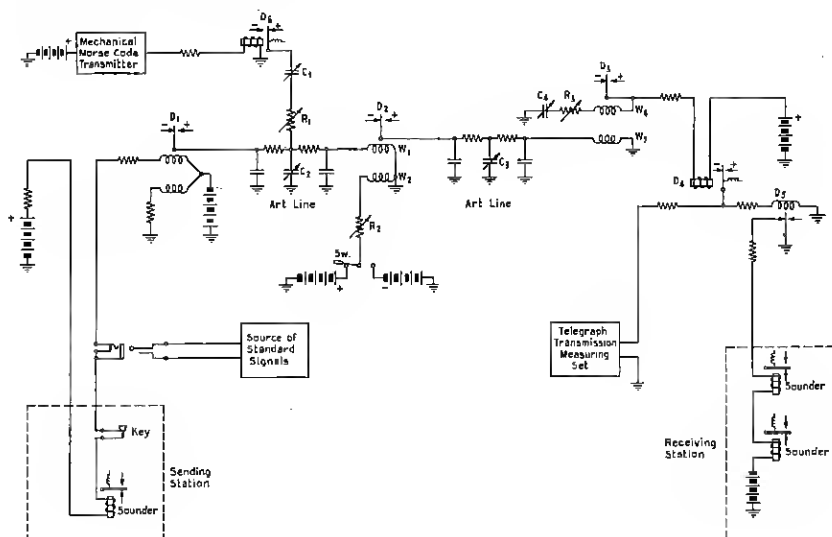 D6
- +
+
Mechanical
Morse Code
Transmitter
C1
R1
D1
- +
D2
- +
C4
R3
D3
- +
W4
W3
+
W1
W2
C2
C3
Art Line
Art Line
D4
- +
D5
+
R2
Sw.
+
-
Source of
Standard
Signals
Telegraph
Transmission
Measuring
Set
Key
Sending
Station
Sounder
Receiving
Station
Sounder
Sounder